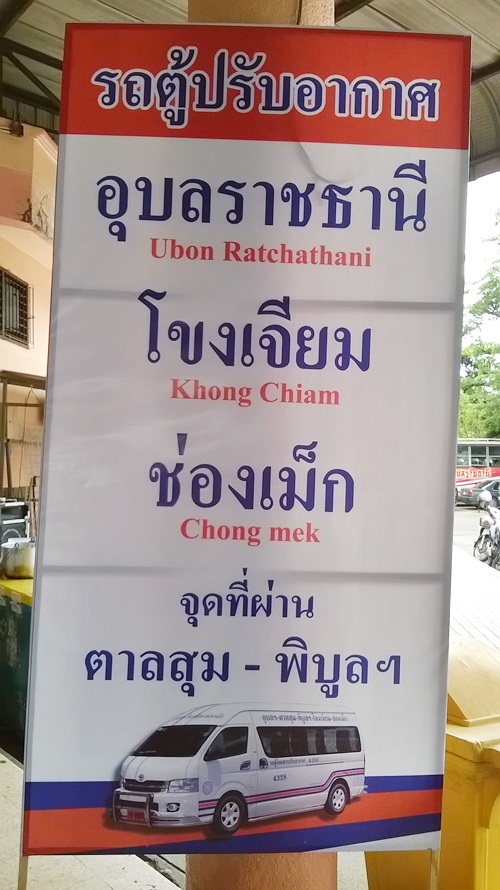 รถตู้ปรับอากาศ
อุบลราชธานี
Ubon Ratchathani
โขงเจียม
Khong Chiam
ช่องเม็ก
Chong mek
จุดที่ผ่าน
ตาลสุม - พิบูลฯ
4328